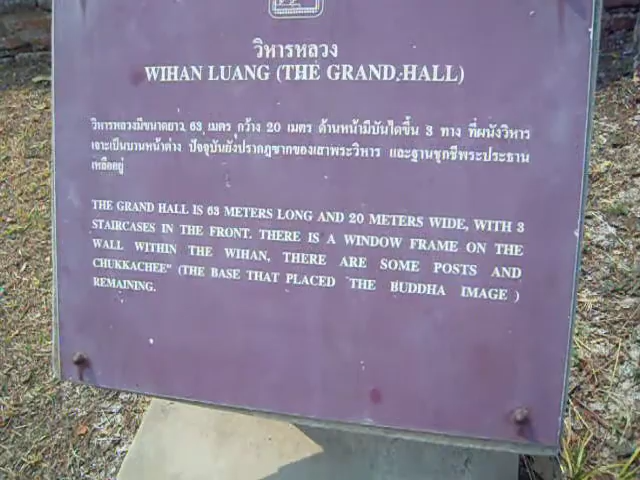 วิหารหลวง
WIHAN LUANG (THE GRAND HALL)
วิหารหลวงมีขนาดยาว 63 เมตร กว้าง 20 เมตร ด้านหน้ามีบันไดขึ้น 3 ทาง ที่ผนังวิหาร
เจาะเป็นบานหน้าต่าง ปัจจุบันยังปรากฎซากของเสาพระวิหาร และฐานชุกชีพระประธาน
เหลืออยู่
THE GRAND HALL IS 63 METERS LONG AND 20 METERS WIDE, WITH 3
STAIRCASES IN THE FRONT. THERE IS A WINDOW FRAME ON THE
WALL WITHIN THE WIHAN, THERE ARE SOME POSTS AND
CHUKKACHEE" (THE BASE THAT PLACED THE BUDDHA IMAGE )
REMAINING.